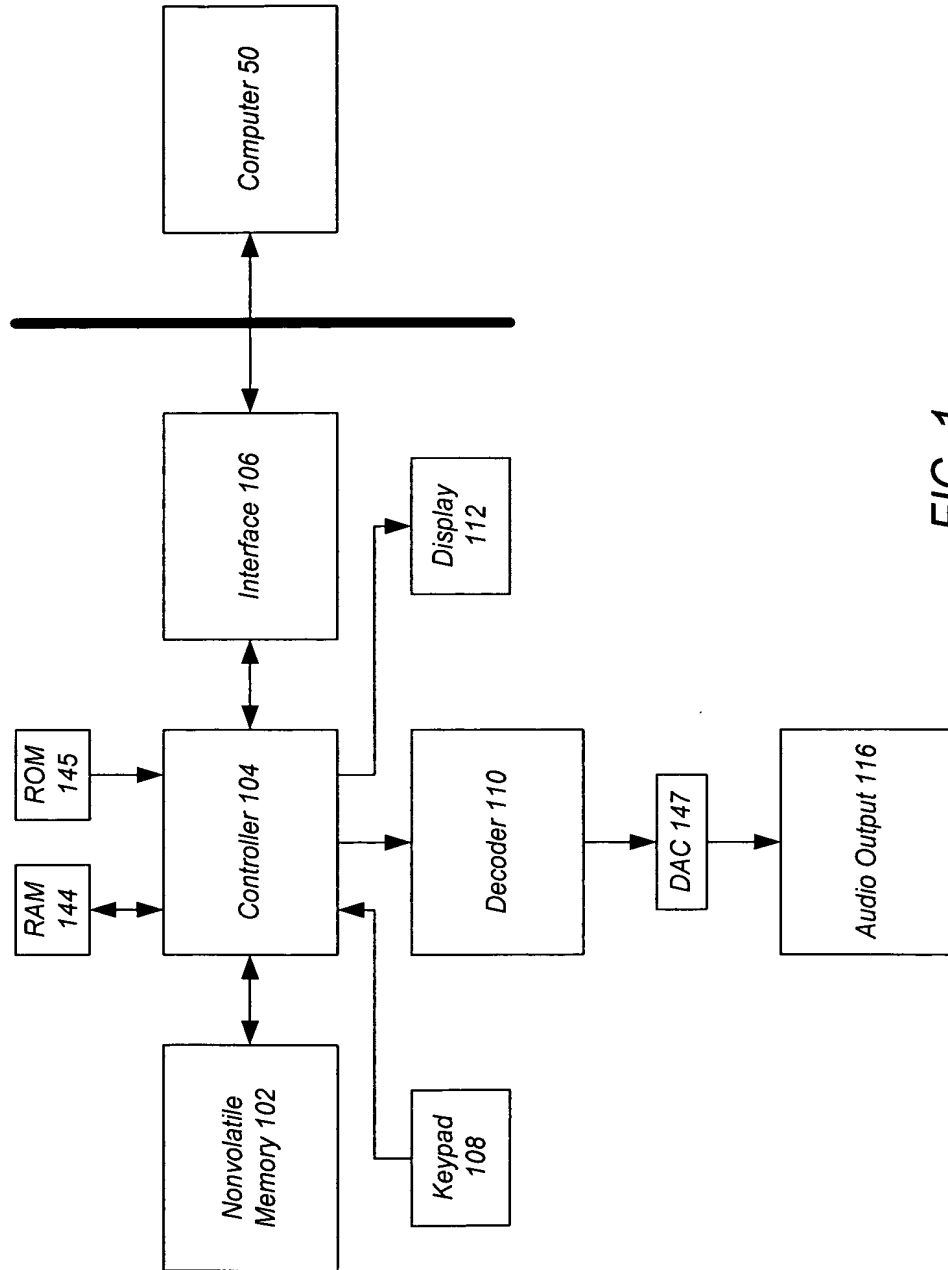 RAM
144
ROM
145
Nonvolatile
Memory 102
Controller 104
Interface 106
Computer 50
Keypad
108
Decoder 110
Display
112
DAC 147
Audio Output 116
FIG. 1